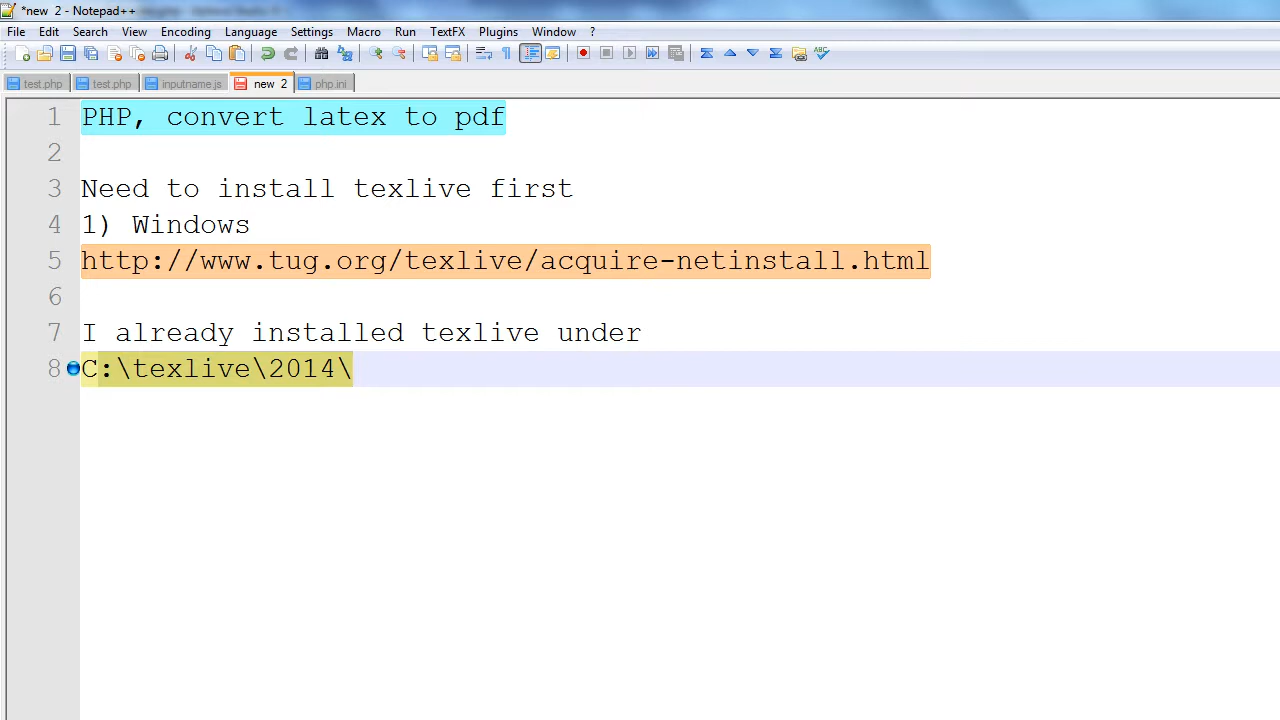 *new 2 - Notepad++
File Edit Search View Encoding Language Settings Macro Run TextFX Plugins Window ?
test.php test.php inputname.js new 2 php.ini
1 PHP, convert latex to pdf
2
3 Need to install texlive first
4 1) Windows
5 http://www.tug.org/texlive/acquire-netinstall.html
6
7 I already installed texlive under
8 C:\texlive\2014\